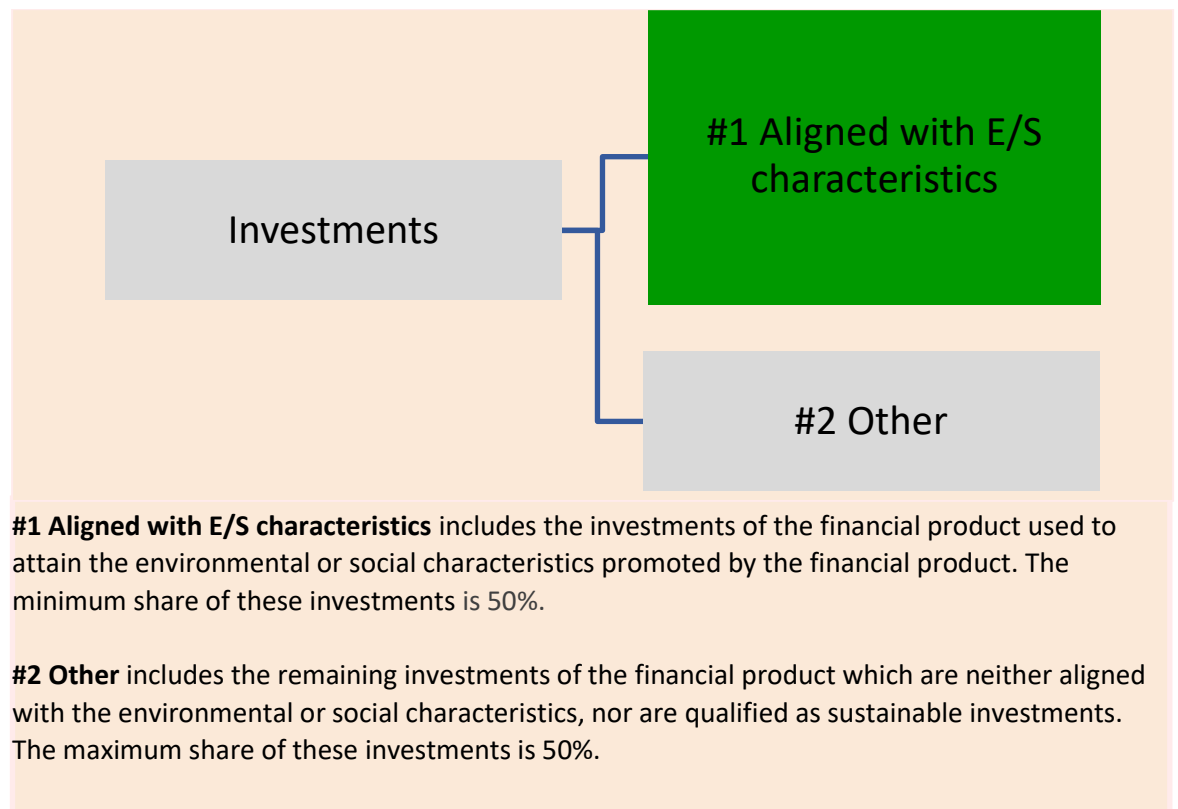 #1 Aligned with E/S
characteristics
Investments
#2 Other
#1 Aligned with E/S characteristics includes the investments of the financial product used to
attain the environmental or social characteristics promoted by the financial product. The
minimum share of these investments is 50%.
#2 Other includes the remaining investments of the financial product which are neither aligned
with the environmental or social characteristics, nor are qualified as sustainable investments.
The maximum share of these investments is 50%.